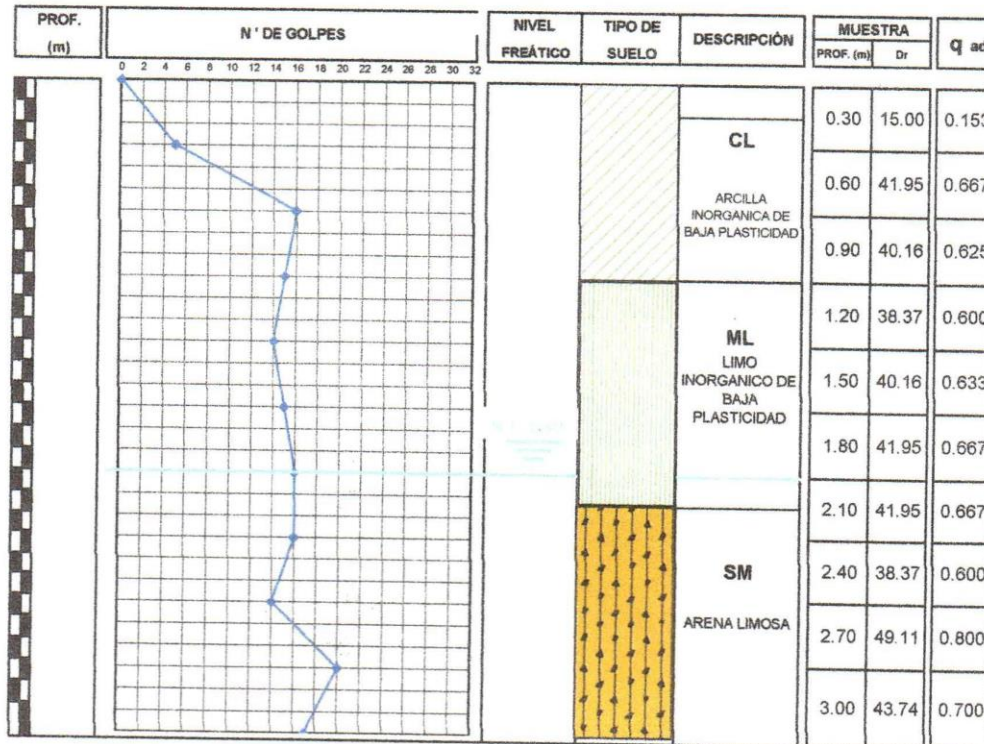 PROF.
(m)
N ' DE GOLPES
0 2 4 6 8 10 12 14 16 18 20 22 24 26 28 30 32
NIVEL
FREÁTICO
TIPO DE
SUELO
DESCRIPCIÓN
MUESTRA
PROF. (m) Dr
q ad
CL
ARCILLA
INORGANICA DE
BAJA PLASTICIDAD
ML
LIMO
INORGANICO DE
BAJA
PLASTICIDAD
SM
ARENA LIMOSA
0.30 15.00 0.153
0.60 41.95 0.667
0.90 40.16 0.625
1.20 38.37 0.600
1.50 40.16 0.633
1.80 41.95 0.667
2.10 41.95 0.667
2.40 38.37 0.600
2.70 49.11 0.800
3.00 43.74 0.700